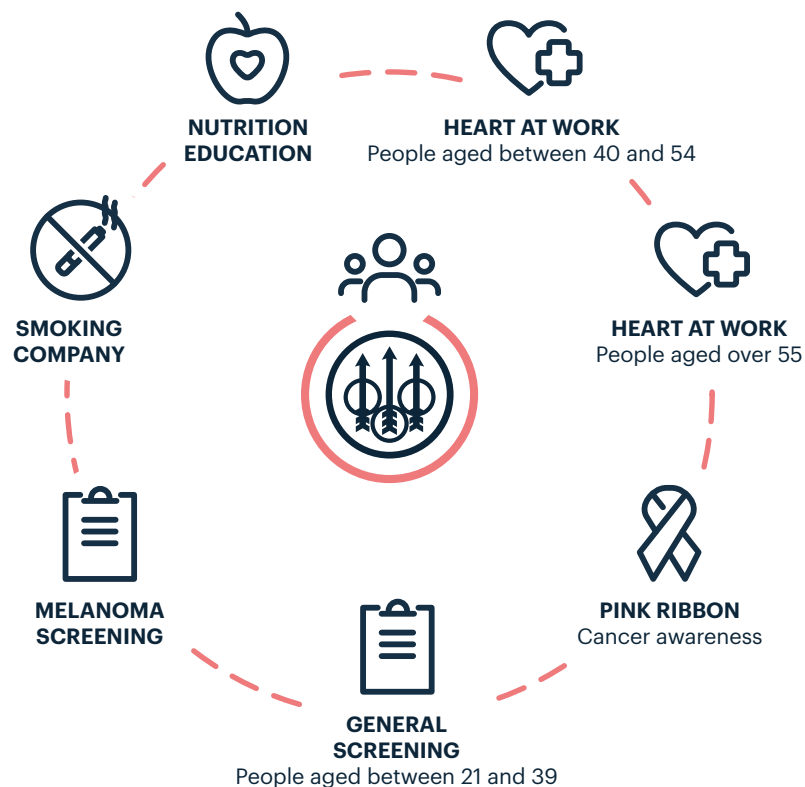 NUTRITION
EDUCATION
HEART AT WORK
People aged between 40 and 54
HEART AT WORK
People aged over 55
SMOKING
COMPANY
PINK RIBBON
Cancer awareness
MELANOMA
SCREENING
GENERAL
SCREENING
People aged between 21 and 39